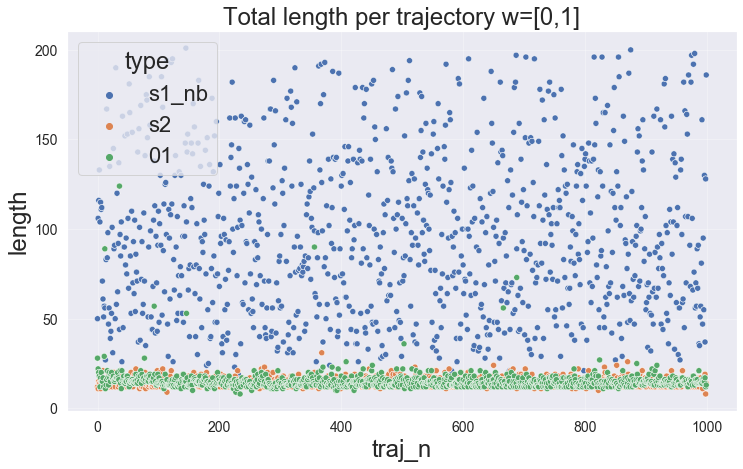 Total length per trajectory w=[0,1]
200
150
100
50
0
length
type
s1_nb
s2
01
0
200
400
600
800
1000
traj_n